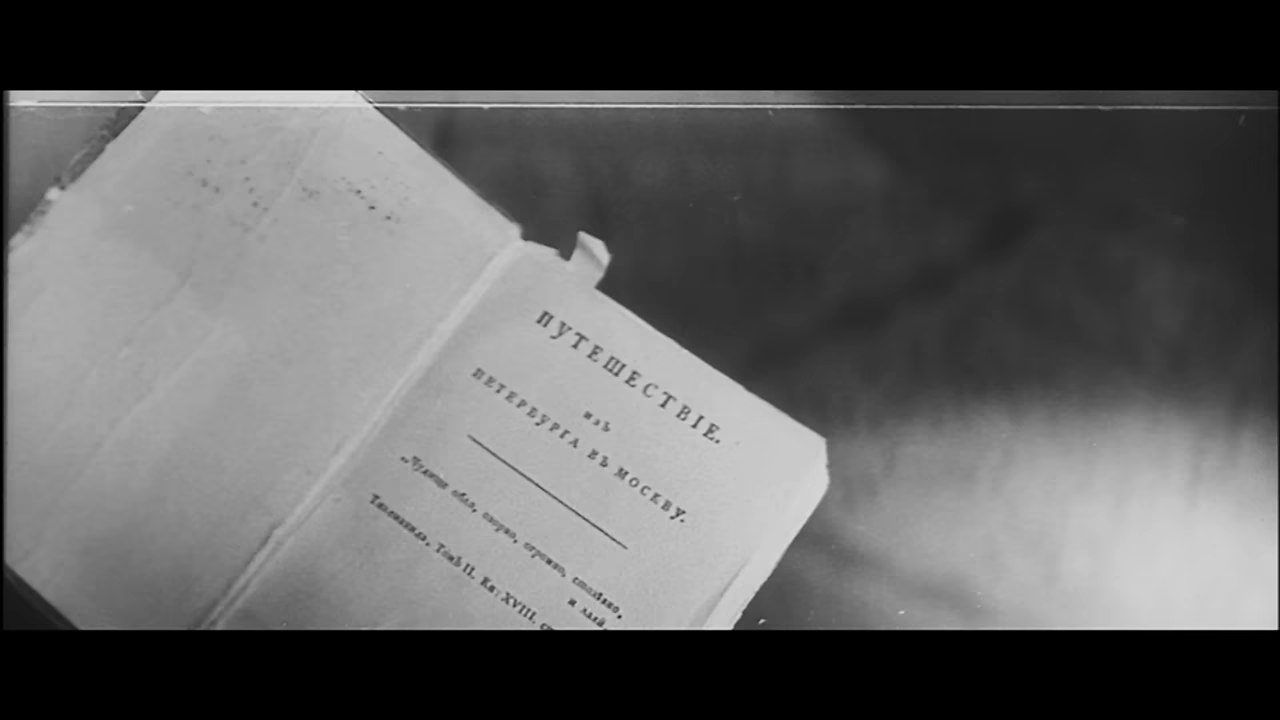 ПУТЕШЕСТВІЕ.
изЪ
ПЕТЕРБУРГА ВЪ МОСКВУ.
„Чудище обло, озорно, огромно, стозѣвно,
и лаяй.
Тилемахида, ТомЪ II. Кн: XVIII.